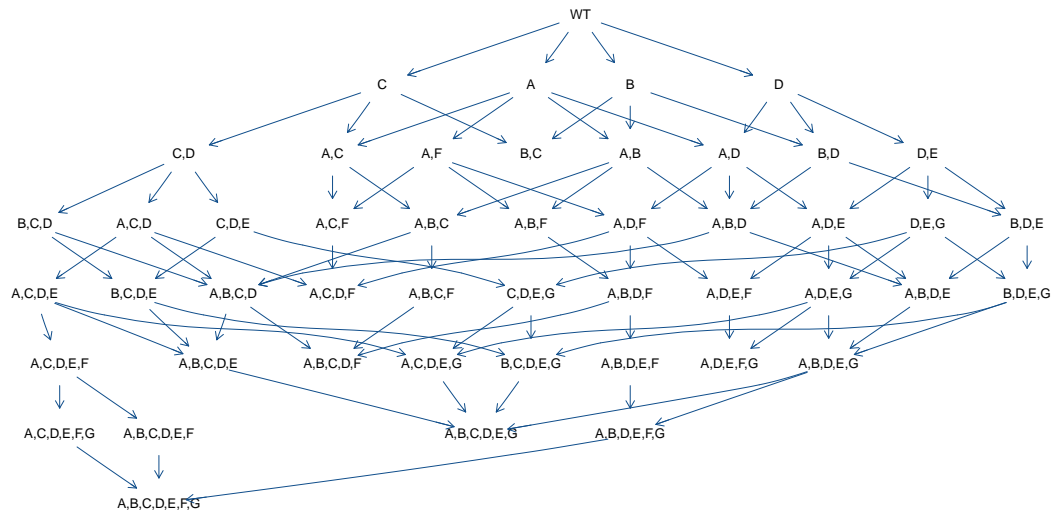 WT
C A B D
C,D A,C A,F B,C A,B A,D B,D D,E
B,C,D A,C,D C,D,E A,C,F A,B,C A,B,F A,D,F A,B,D A,D,E D,E,G B,D,E
A,C,D,E B,C,D,E A,B,C,D A,C,D,F A,B,C,F C,D,E,G A,B,D,F A,D,E,F A,D,E,G A,B,D,E B,D,E,G
A,C,D,E,F A,B,C,D,E A,B,C,D,F A,C,D,E,G B,C,D,E,G A,B,D,E,F A,D,E,F,G A,B,D,E,G
A,C,D,E,F,G A,B,C,D,E,F A,B,C,D,E,G A,B,D,E,F,G
A,B,C,D,E,F,G